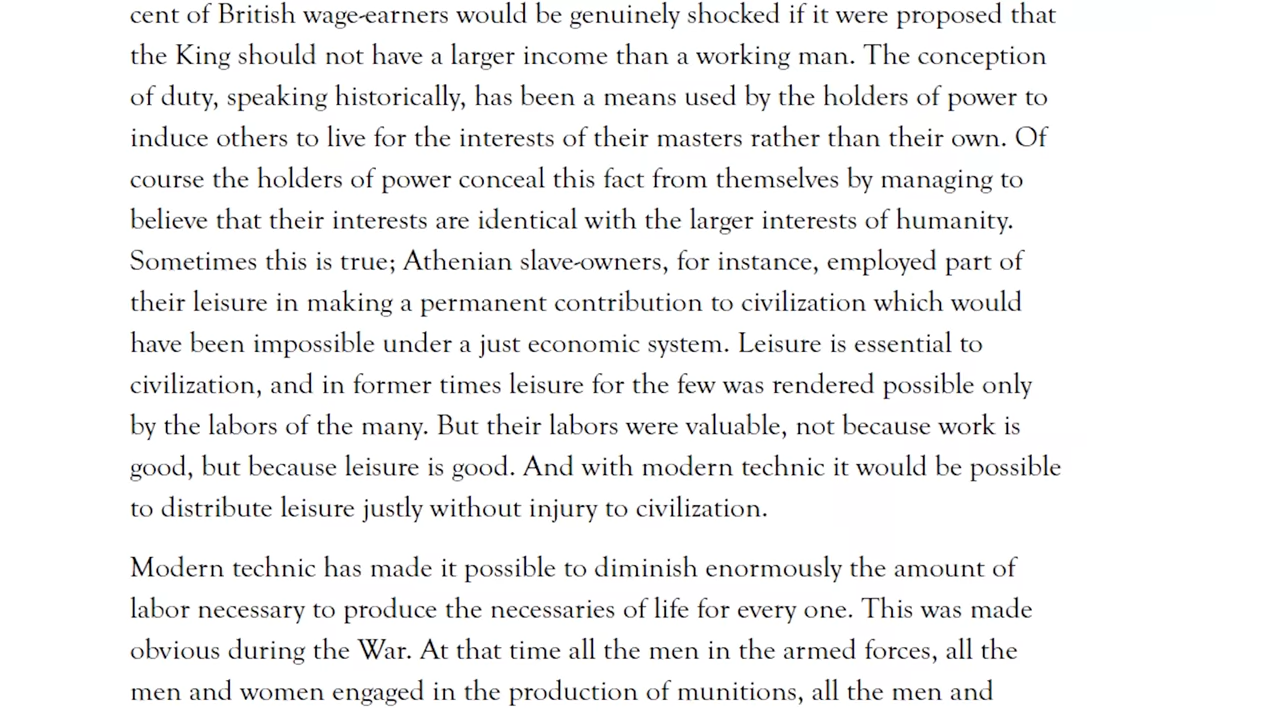 cent of British wage-earners would be genuinely shocked if it were proposed that
the King should not have a larger income than a working man. The conception
of duty, speaking historically, has been a means used by the holders of power to
induce others to live for the interests of their masters rather than their own. Of
course the holders of power conceal this fact from themselves by managing to
believe that their interests are identical with the larger interests of humanity.
Sometimes this is true; Athenian slave-owners, for instance, employed part of
their leisure in making a permanent contribution to civilization which would
have been impossible under a just economic system. Leisure is essential to
civilization, and in former times leisure for the few was rendered possible only
by the labors of the many. But their labors were valuable, not because work is
good, but because leisure is good. And with modern technic it would be possible
to distribute leisure justly without injury to civilization.
Modern technic has made it possible to diminish enormously the amount of
labor necessary to produce the necessaries of life for every one. This was made
obvious during the War. At that time all the men in the armed forces, all the
men and women engaged in the production of munitions, all the men and